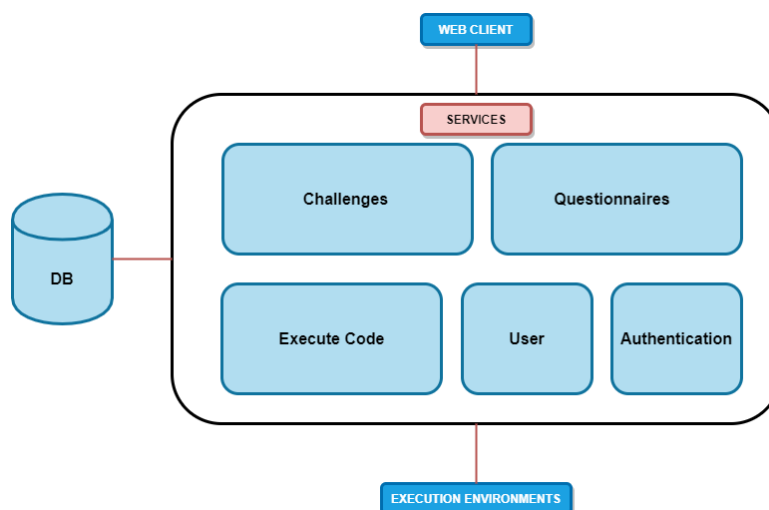 WEB CLIENT
SERVICES
Challenges
Questionnaires
DB
Execute Code
User
Authentication
EXECUTION ENVIRONMENTS